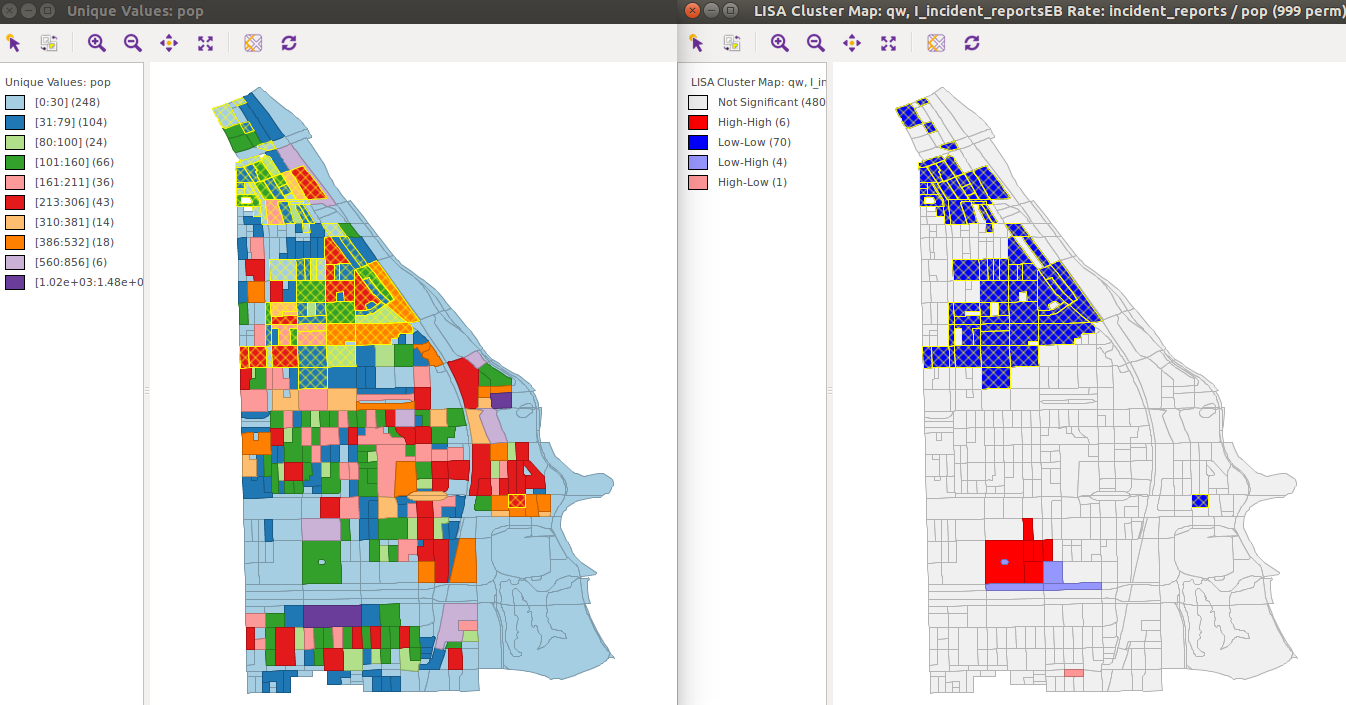 Unique Values: pop
LISA Cluster Map: qw, I_incident_reportsEB Rate: incident_reports / pop (999 perm)
Unique Values: pop
[0:30] (248)
[31:79] (104)
[80:100] (24)
[101:160] (66)
[161:211] (36)
[213:306] (43)
[310:381] (14)
[386:532] (18)
[560:856] (6)
[1.02e+03:1.48e+0
LISA Cluster Map: qw, I_in
Not Significant (480
High-High (6)
Low-Low (70)
Low-High (4)
High-Low (1)